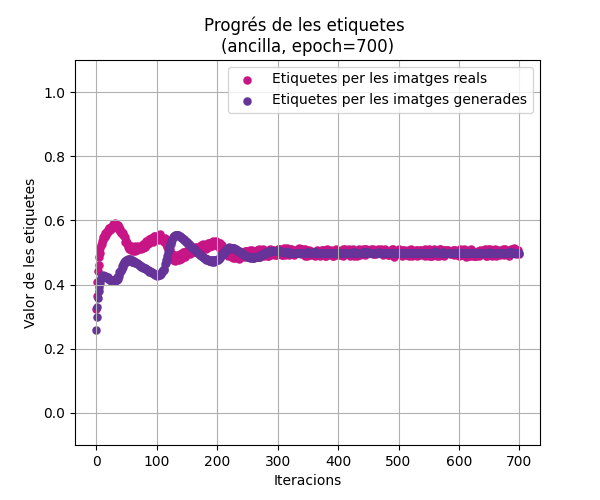 Progrés de les etiquetes
(ancilla, epoch=700)
Etiquetes per les imatges reals
Etiquetes per les imatges generades
Valor de les etiquetes
1.0
0.8
0.6
0.4
0.2
0.0
0 100 200 300 400 500 600 700
Iteracions